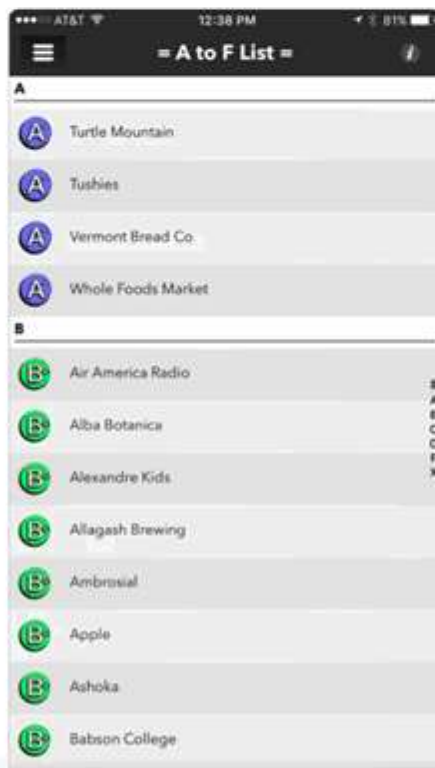 AT&T 12:38 PM 81%
= A to F List =
i
A
A Turtle Mountain
A Tushies
A Vermont Bread Co
A Whole Foods Market
B
B+ Air America Radio
B+ Alba Botanica
B+ Alexandre Kids
B+ Allagash Brewing
B+ Ambrosial
B+ Apple
B+ Ashoka
B+ Babson College
A
B
C